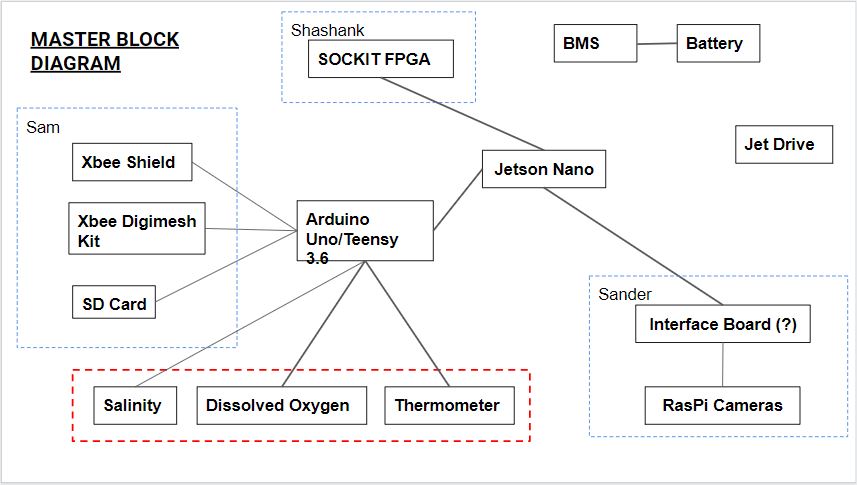 MASTER BLOCK
DIAGRAM
Shashank
SOCKIT FPGA
BMS
Battery
Jet Drive
Sam
Xbee Shield
Xbee Digimesh
Kit
SD Card
Arduino
Uno/Teensy
3.6
Jetson Nano
Sander
Interface Board (?)
RasPi Cameras
Salinity
Dissolved Oxygen
Thermometer